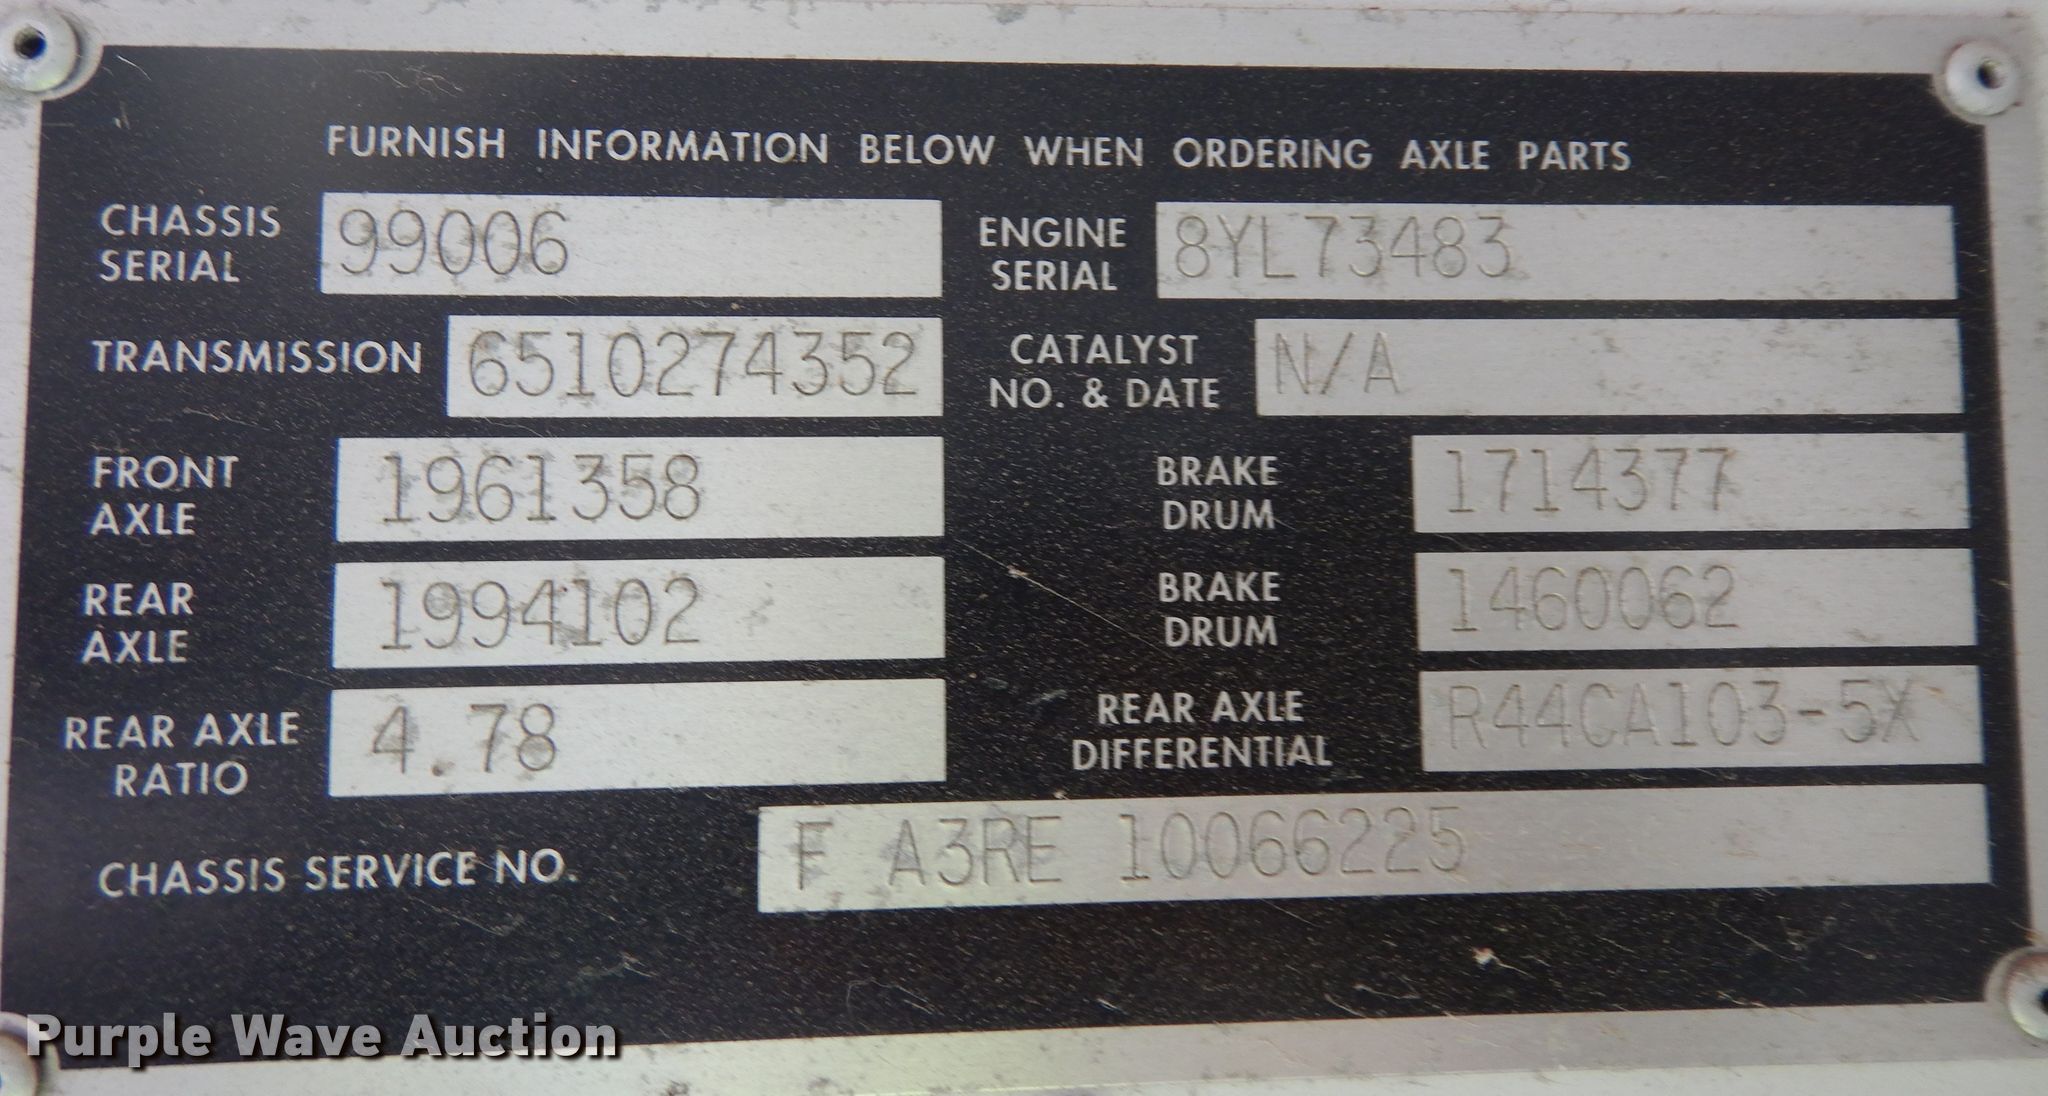 FURNISH INFORMATION BELOW WHEN ORDERING AXLE PARTS
CHASSIS SERIAL 99006
ENGINE SERIAL 8YL73483
TRANSMISSION 6510274352
CATALYST NO. & DATE N/A
FRONT AXLE 1961358
BRAKE DRUM 1714377
REAR AXLE 1994102
BRAKE DRUM 1460062
REAR AXLE RATIO 4.78
REAR AXLE DIFFERENTIAL R44CA103-5X
CHASSIS SERVICE NO. F A3RE 10066225
Purple Wave Auction